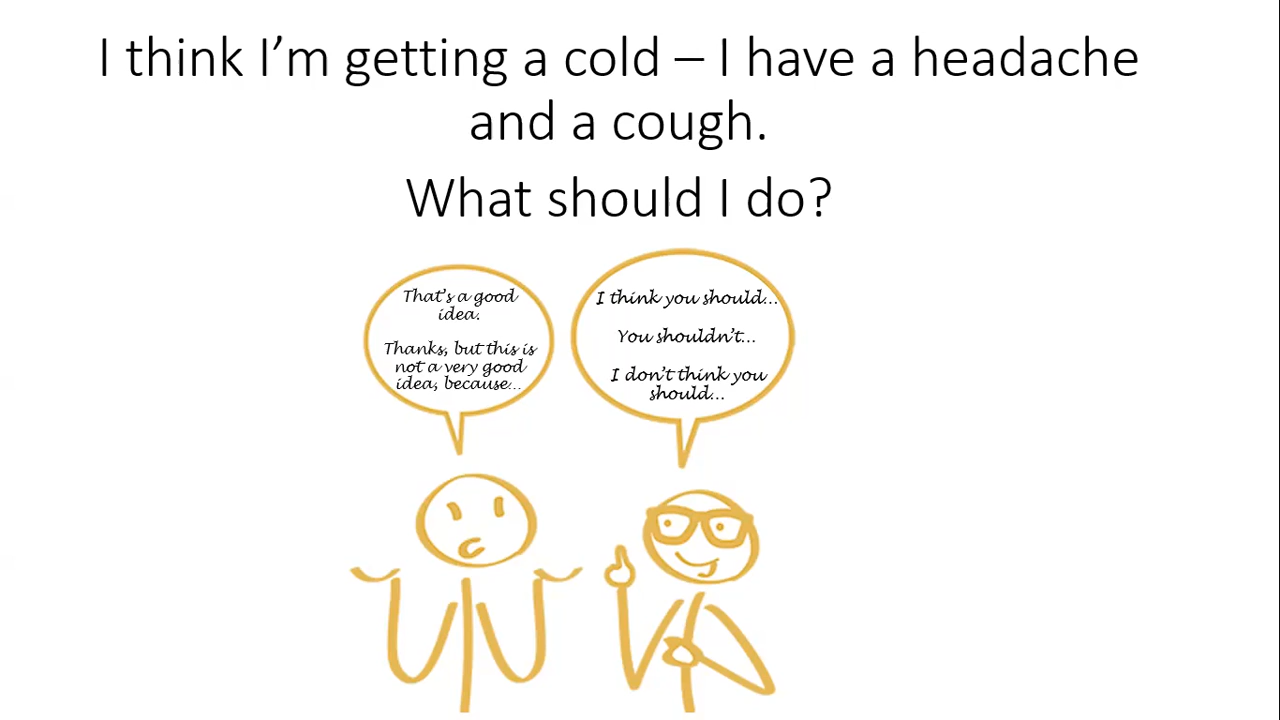 I think I’m getting a cold – I have a headache
and a cough.
What should I do?
That’s a good
idea.
Thanks, but this is
not a very good
idea, because…
I think you should…
You shouldn’t…
I don’t think you
should…